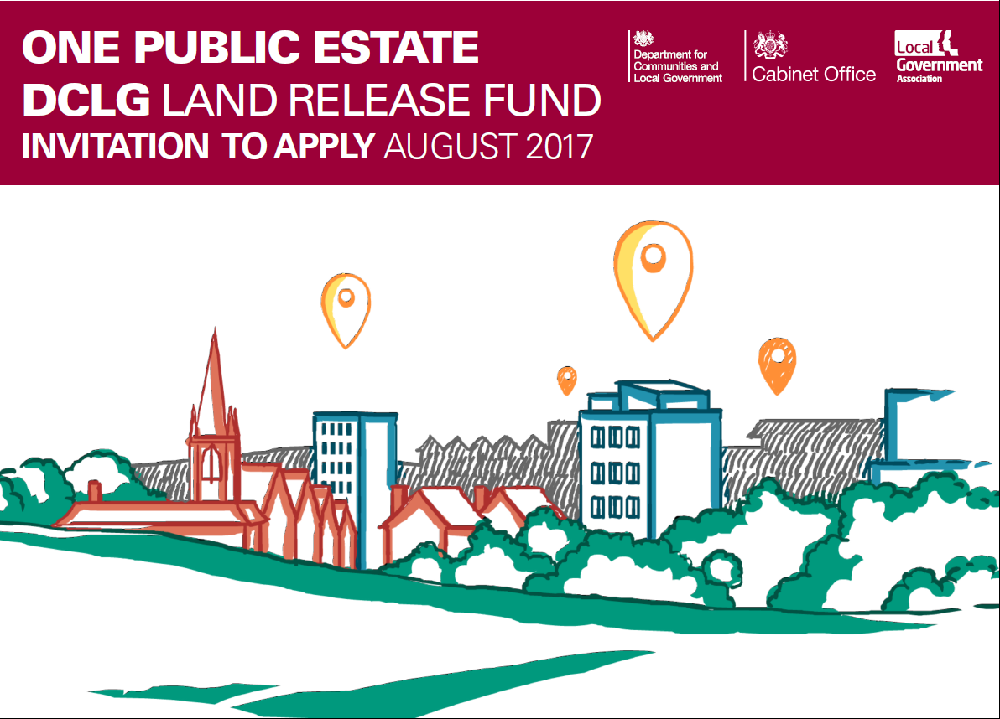 ONE PUBLIC ESTATE
DCLG LAND RELEASE FUND
INVITATION TO APPLY AUGUST 2017
Department for
Communities and
Local Government
Cabinet Office
Local
Government
Association